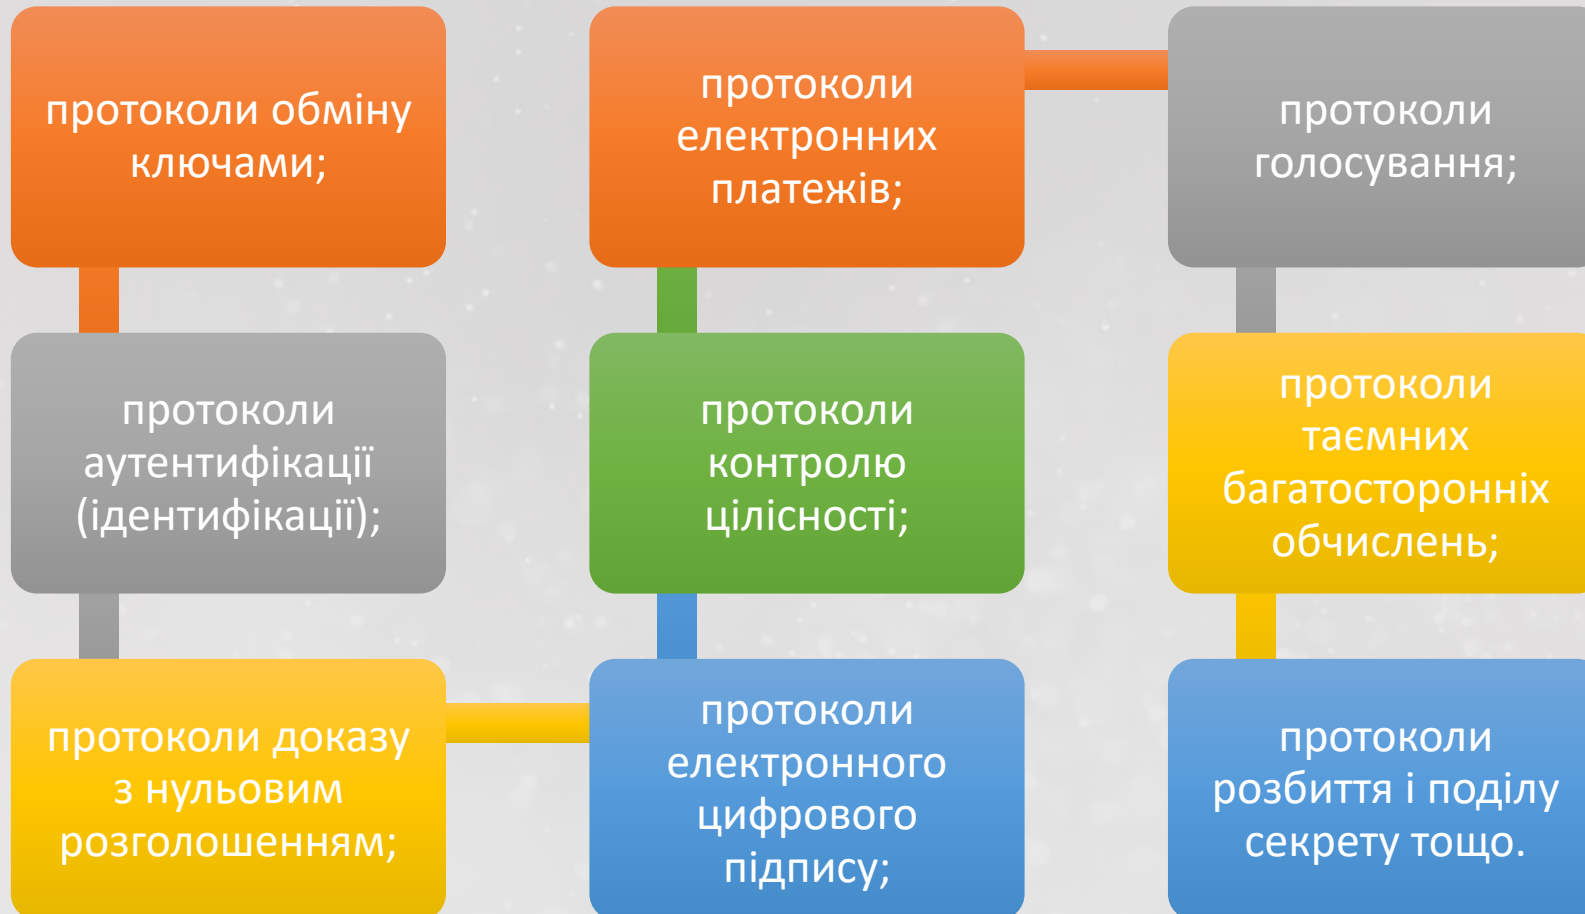 протоколи обміну
ключами;
протоколи
аутентифікації
(ідентифікації);
протоколи доказу
з нульовим
розголошенням;
протоколи
електронного
цифрового
підпису;
протоколи
контролю
цілісності;
протоколи
електронних
платежів;
протоколи
голосування;
протоколи
таємних
багатосторонніх
обчислень;
протоколи
розбиття і поділу
секрету тощо.